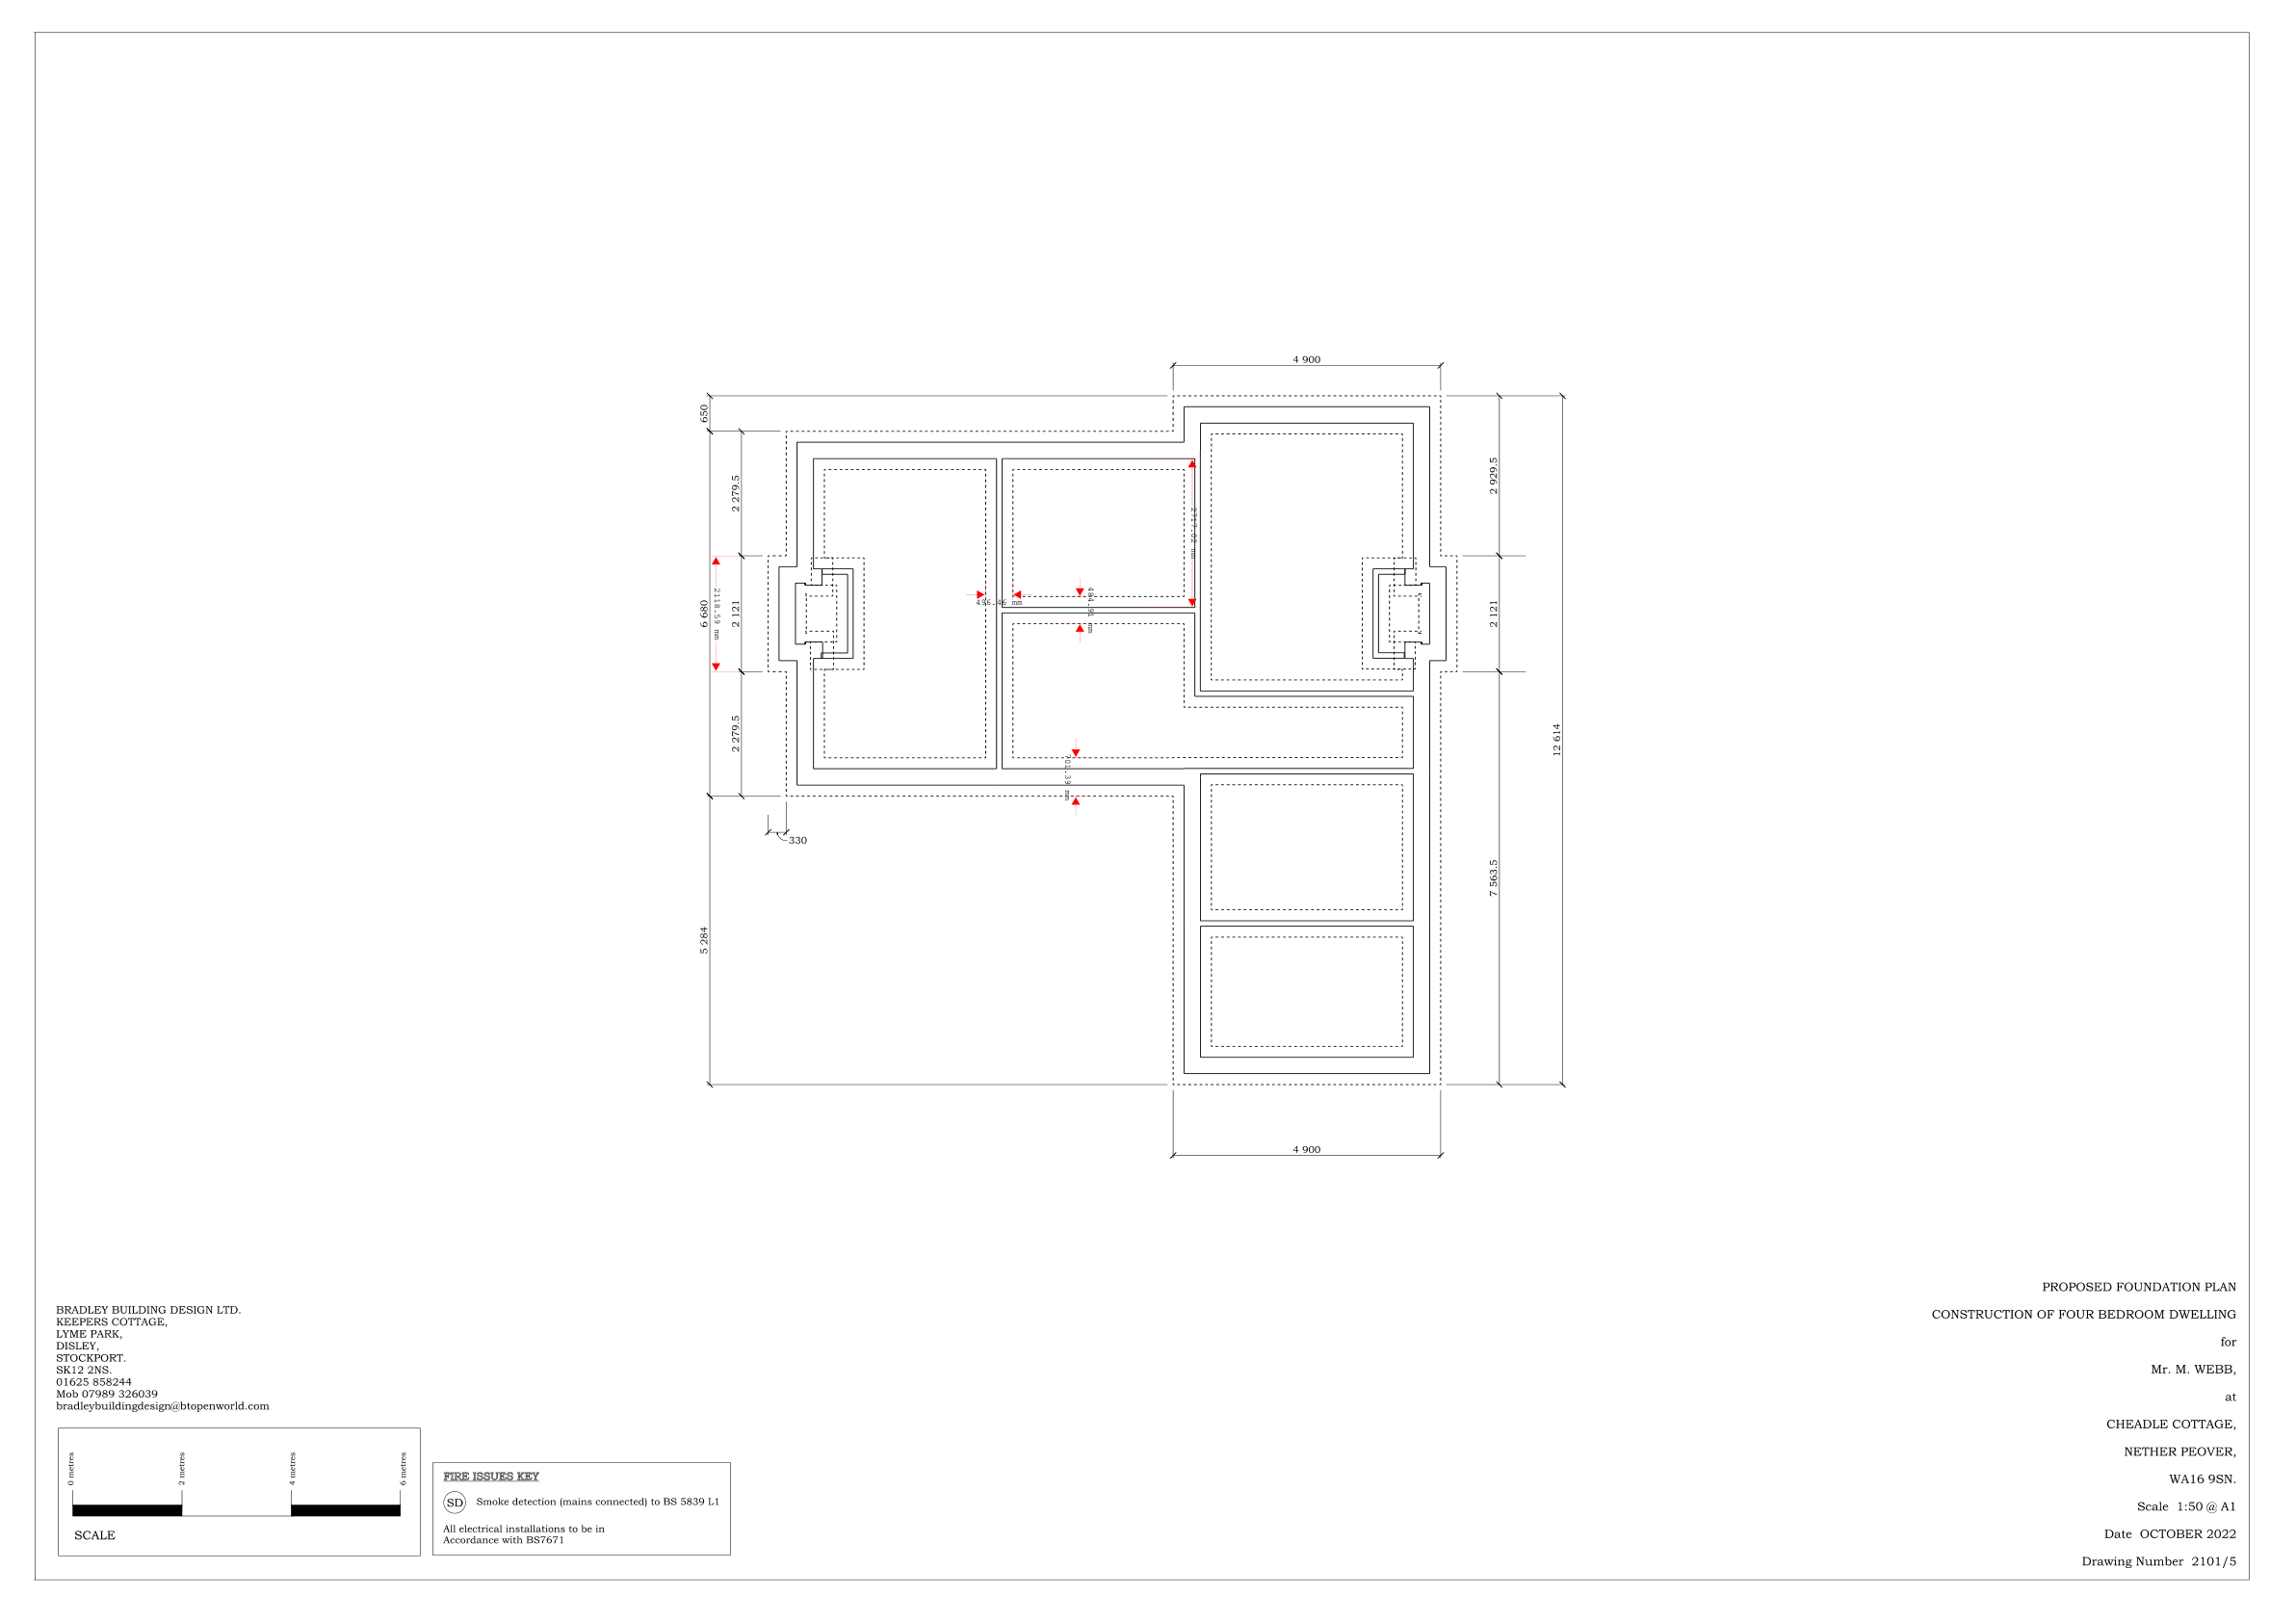 4 900
650
2 279.5
2 929.5
2717.02 mm
6 680
2118.59 mm
2 121
496.46 mm
494.91 mm
2 121
2 279.5
12 614
701.39 mm
330
7 563.5
5 284
4 900
PROPOSED FOUNDATION PLAN
CONSTRUCTION OF FOUR BEDROOM DWELLING
for
Mr. M. WEBB,
at
CHEADLE COTTAGE,
NETHER PEOVER,
WA16 9SN.
Scale 1:50 @ A1
Date OCTOBER 2022
Drawing Number 2101/5
BRADLEY BUILDING DESIGN LTD.
KEEPERS COTTAGE,
LYME PARK,
DISLEY,
STOCKPORT.
SK12 2NS.
01625 858244
Mob 07989 326039
bradleybuildingdesign@btopenworld.com
0 metres
2 metres
4 metres
6 metres
SCALE
FIRE ISSUES KEY
SD Smoke detection (mains connected) to BS 5839 L1
All electrical installations to be in
Accordance with BS7671